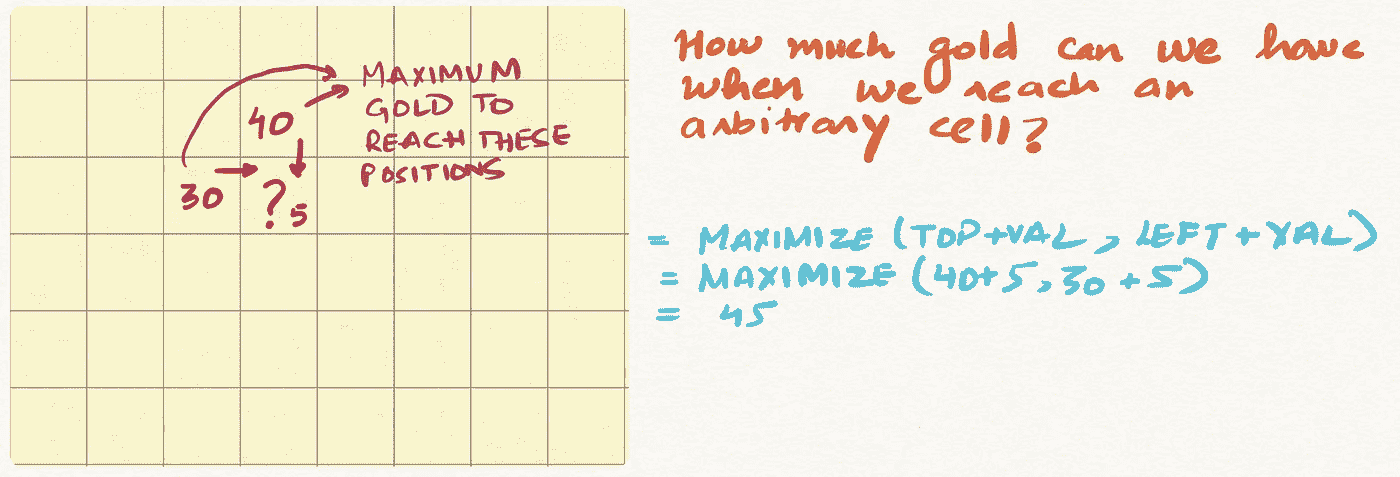 MAXIMUM
GOLD TO
REACH THESE
POSITIONS
40
30
? 5
How much gold can we have
when we reach an
arbitrary cell?
= MAXIMIZE (TOP+VAL, LEFT+VAL)
= MAXIMIZE (40+5, 30+5)
= 45